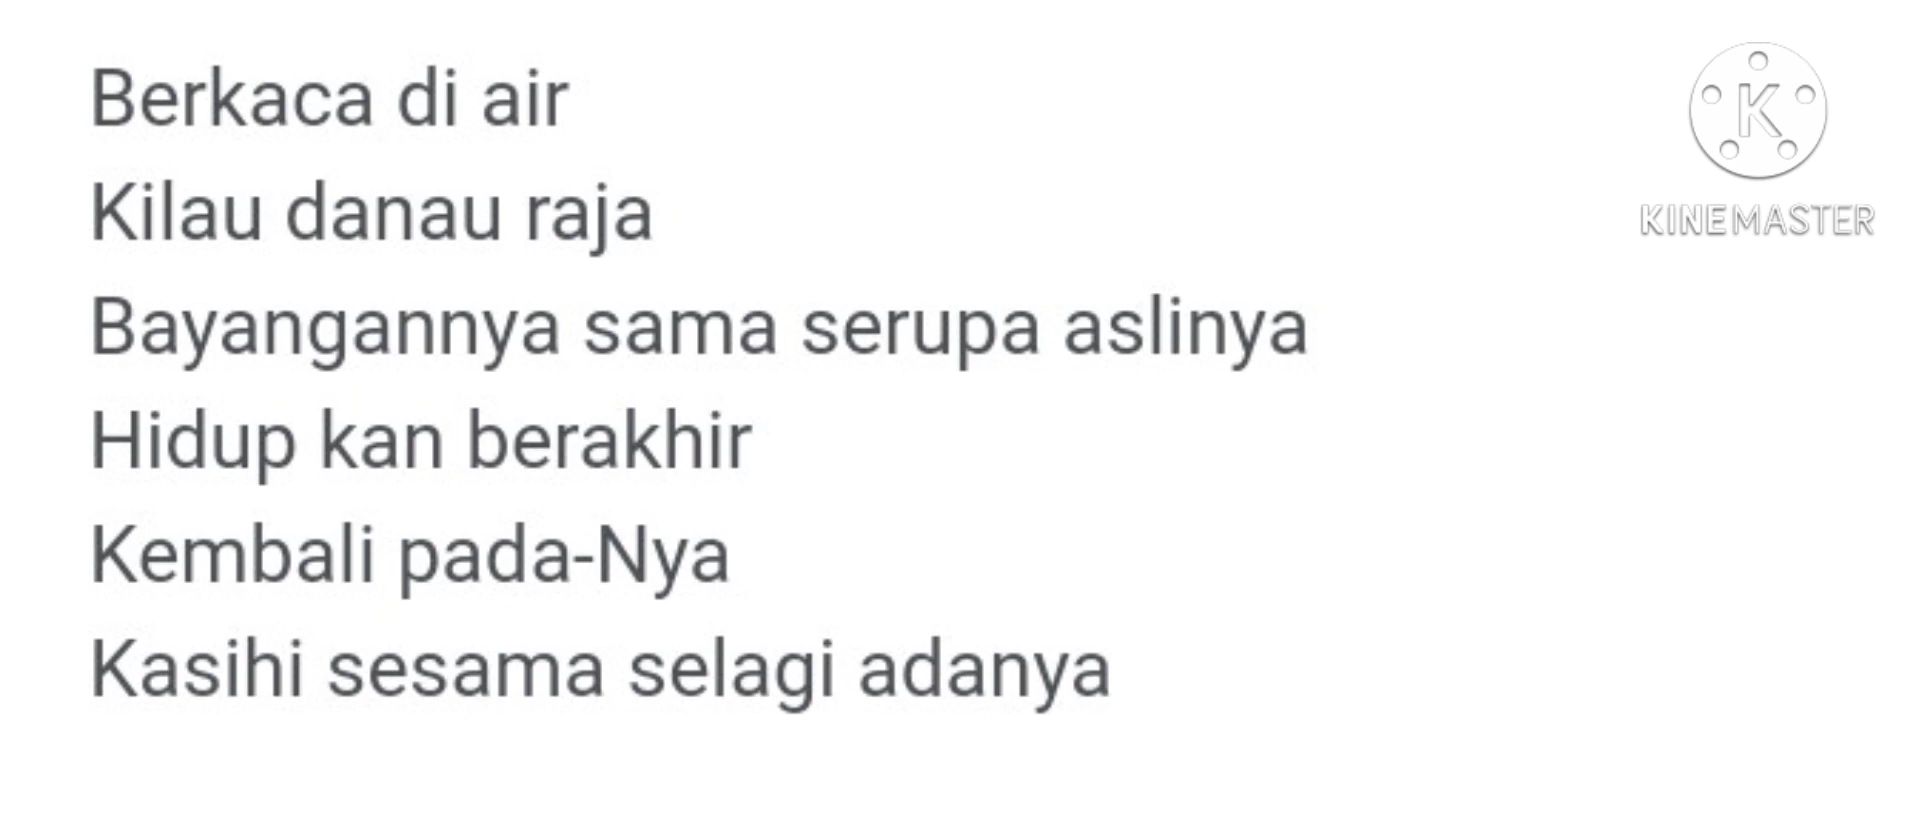 Berkaca di air
Kilau danau raja
Bayangannya sama serupa aslinya
Hidup kan berakhir
Kembali pada-Nya
Kasihi sesama selagi adanya
K
KINEMASTER